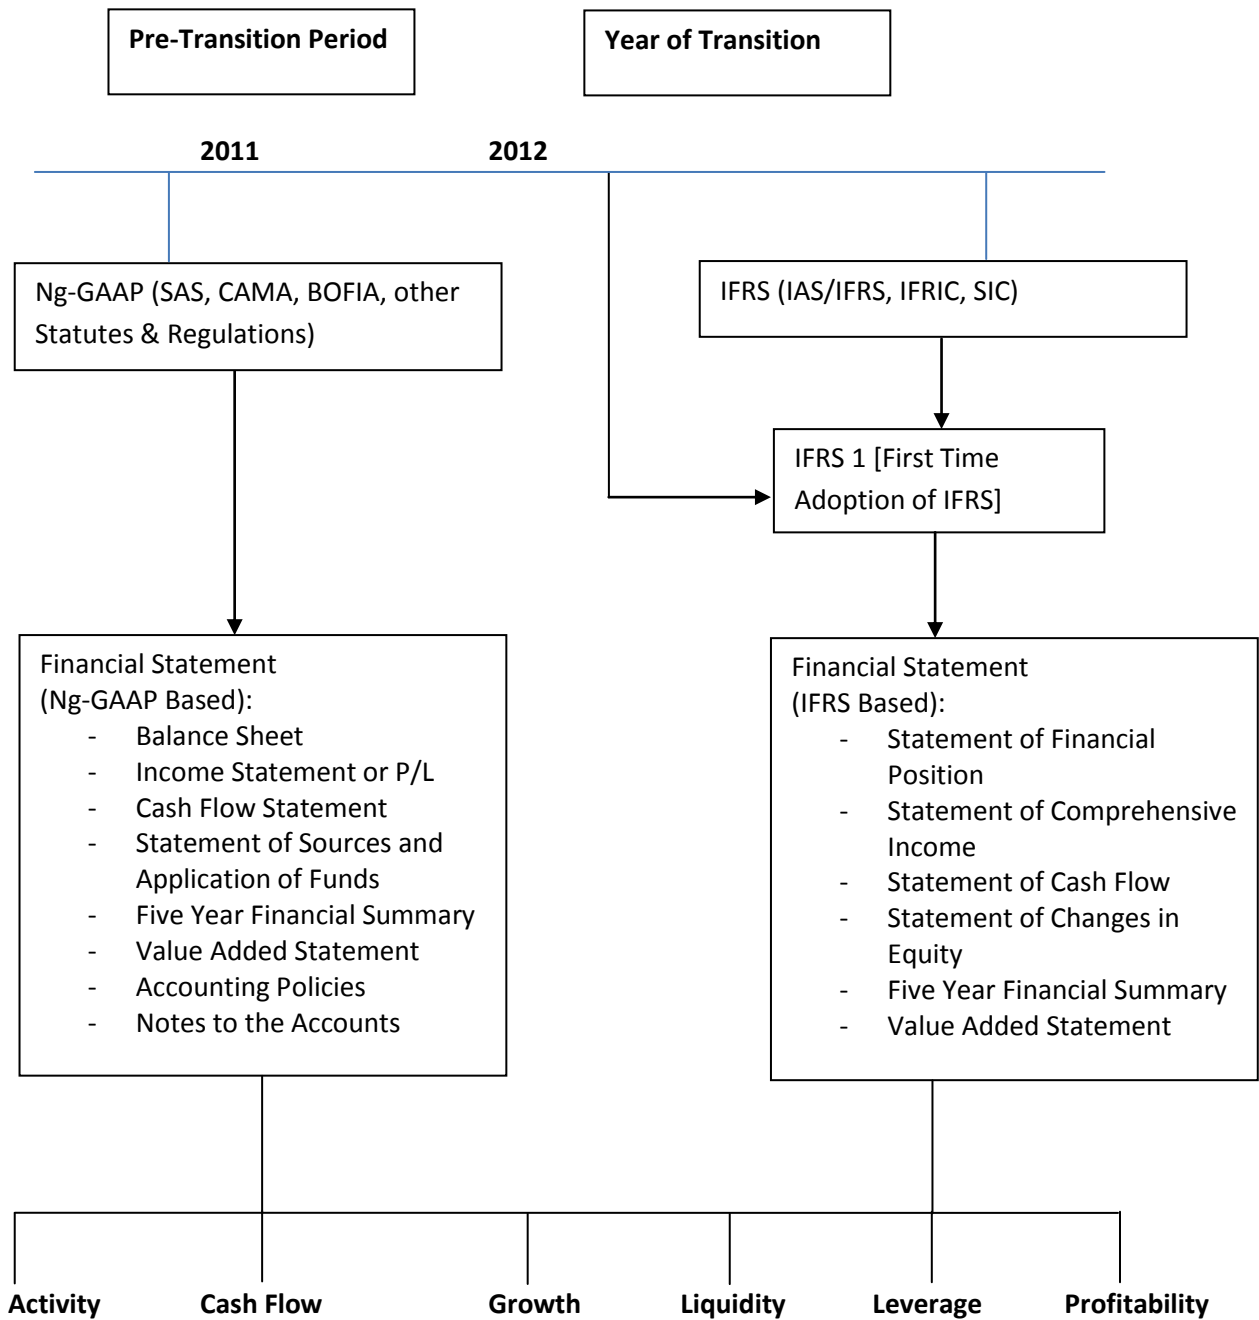 Pre-Transition Period
Year of Transition
2011
2012
Ng-GAAP (SAS, CAMA, BOFIA, other
Statutes & Regulations)
IFRS (IAS/IFRS, IFRIC, SIC)
IFRS 1 [First Time
Adoption of IFRS]
Financial Statement
(Ng-GAAP Based):
- Balance Sheet
- Income Statement or P/L
- Cash Flow Statement
- Statement of Sources and
Application of Funds
- Five Year Financial Summary
- Value Added Statement
- Accounting Policies
- Notes to the Accounts
Financial Statement
(IFRS Based):
- Statement of Financial
Position
- Statement of Comprehensive
Income
- Statement of Cash Flow
- Statement of Changes in
Equity
- Five Year Financial Summary
- Value Added Statement
Activity
Cash Flow
Growth
Liquidity
Leverage
Profitability